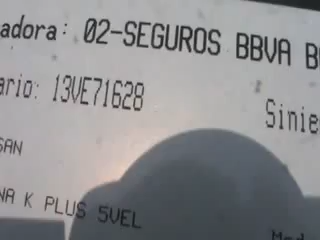 adora: 02-SEGUROS BBVA B
ario: 13VE71628 Sinie
SAN
NA K PLUS 5VEL